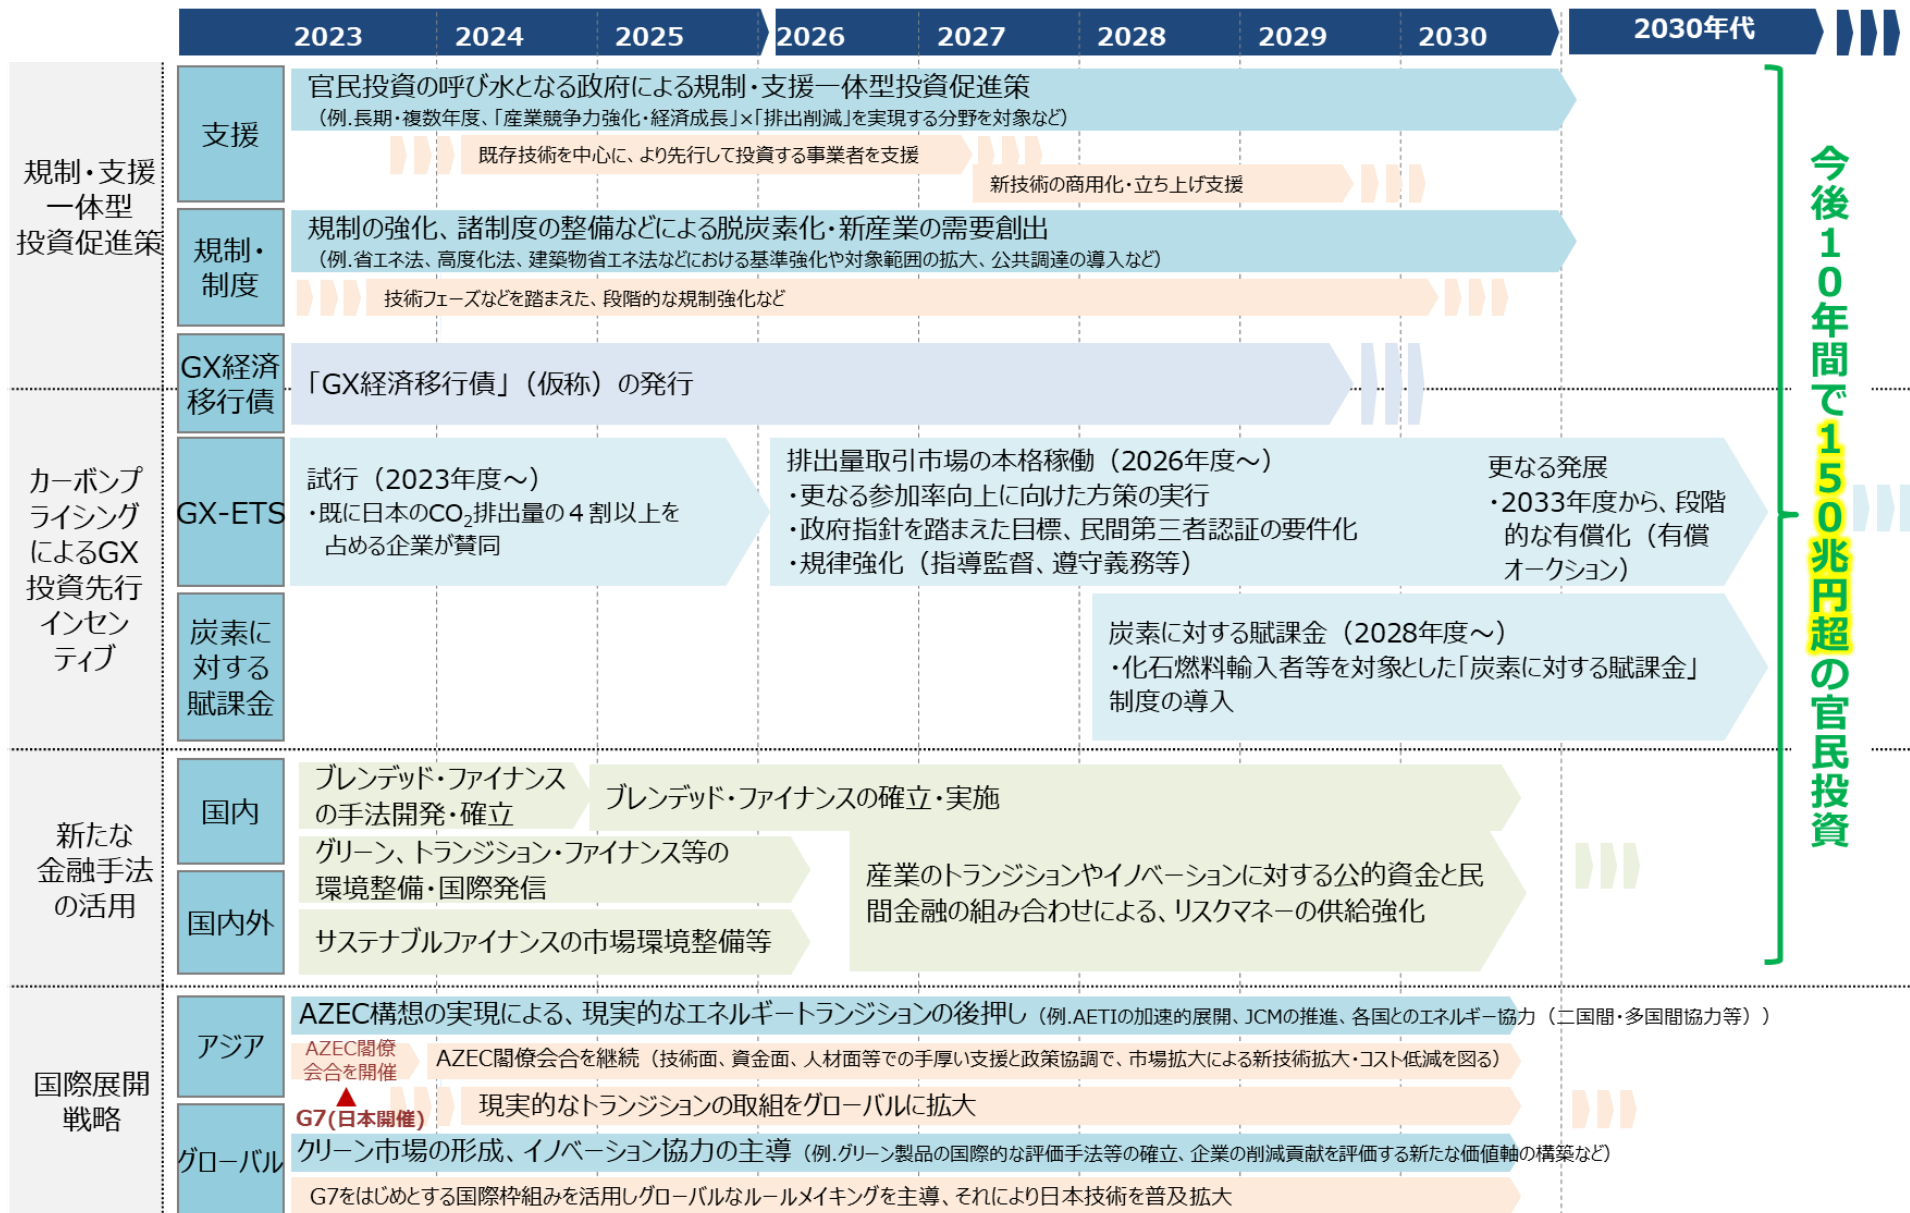 2023
2024
2025
2026
2027
2028
2029
2030
2030年代
規制・支援
一体型
投資促進策
支援
官民投資の呼び水となる政府による規制・支援一体型投資促進策
（例.長期・複数年度、「産業競争力強化・経済成長」×「排出削減」を実現する分野を対象など）
既存技術を中心に、より先行して投資する事業者を支援
新技術の商用化・立ち上げ支援
規制・
制度
規制の強化、諸制度の整備などによる脱炭素化・新産業の需要創出
（例.省エネ法、高度化法、建築物省エネ法などにおける基準強化や対象範囲の拡大、公共調達の導入など）
技術フェーズなどを踏まえた、段階的な規制強化など
GX経済
移行債
「GX経済移行債」（仮称）の発行
カーボンプ
ライシング
によるGX
投資先行
インセン
ティブ
GX-ETS
試行（2023年度～）
・既に日本のCO₂排出量の４割以上を
占める企業が賛同
排出量取引市場の本格稼働（2026年度～）
・更なる参加率向上に向けた方策の実行
・政府指針を踏まえた目標、民間第三者認証の要件化
・規律強化（指導監督、遵守義務等）
更なる発展
・2033年度から、段階
的な有償化（有償
オークション）
炭素に
対する
賦課金
炭素に対する賦課金（2028年度～）
・化石燃料輸入者等を対象とした「炭素に対する賦課金」
制度の導入
新たな
金融手法
の活用
国内
ブレンデッド・ファイナンス
の手法開発・確立
ブレンデッド・ファイナンスの確立・実施
国内外
グリーン、トランジション・ファイナンス等の
環境整備・国際発信
サステナブルファイナンスの市場環境整備等
産業のトランジションやイノベーションに対する公的資金と民
間金融の組み合わせによる、リスクマネーの供給強化
国際展開
戦略
アジア
AZEC構想の実現による、現実的なエネルギートランジションの後押し（例.AETIの加速的展開、JCMの推進、各国とのエネルギー協力（二国間・多国間協力等））
AZEC閣僚
会合を開催
AZEC閣僚会合を継続（技術面、資金面、人材面等での手厚い支援と政策協調で、市場拡大による新技術拡大・コスト低減を図る）
G7(日本開催)
現実的なトランジションの取組をグローバルに拡大
グローバル
クリーン市場の形成、イノベーション協力の主導（例.グリーン製品の国際的な評価手法等の確立、企業の削減貢献を評価する新たな価値軸の構築など）
G7をはじめとする国際枠組みを活用しグローバルなルールメイキングを主導、それにより日本技術を普及拡大
今後１０年間で１５０兆円超の官民投資